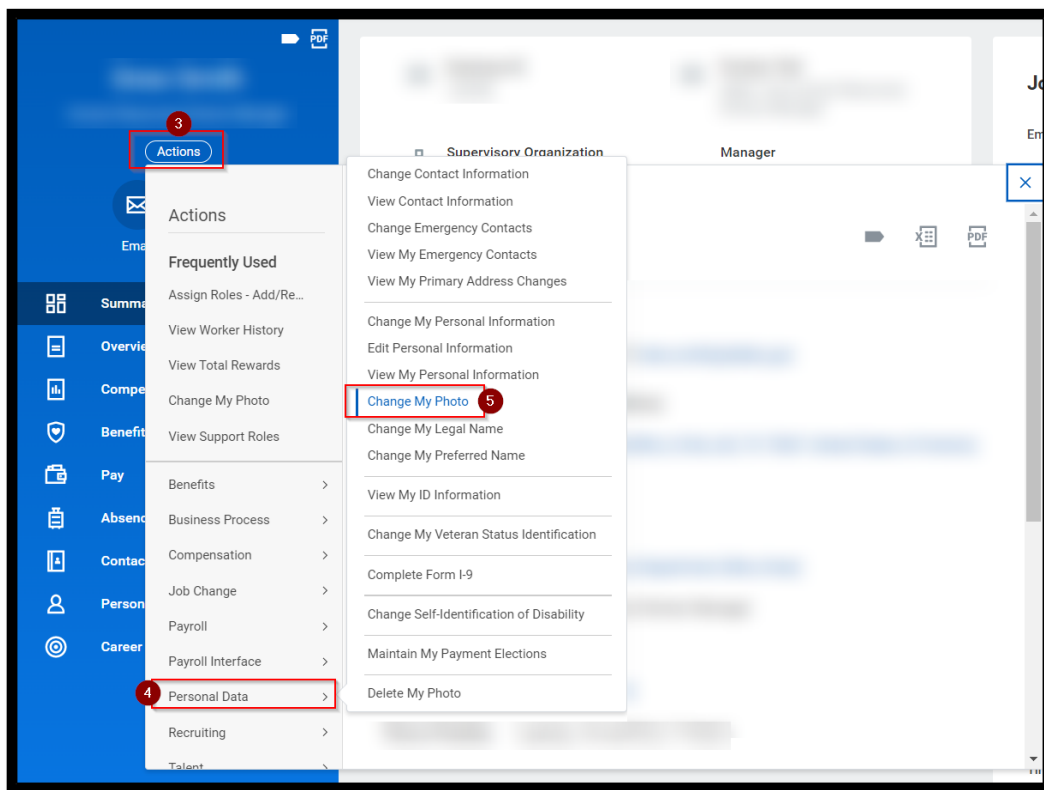 PDF
3
Actions
Supervisory Organization
Manager
Jo
Em
Ema
Summa
Overvie
Compe
Benefit
Pay
Absenc
Contac
Person
Career
Actions
Frequently Used
Assign Roles - Add/Re...
View Worker History
View Total Rewards
Change My Photo
View Support Roles
Benefits
Business Process
Compensation
Job Change
Payroll
Payroll Interface
4
Personal Data
Recruiting
Talent
Change Contact Information
View Contact Information
Change Emergency Contacts
View My Emergency Contacts
View My Primary Address Changes
Change My Personal Information
Edit Personal Information
View My Personal Information
Change My Photo
5
Change My Legal Name
Change My Preferred Name
View My ID Information
Change My Veteran Status Identification
Complete Form I-9
Change Self-Identification of Disability
Maintain My Payment Elections
Delete My Photo
X
PDF